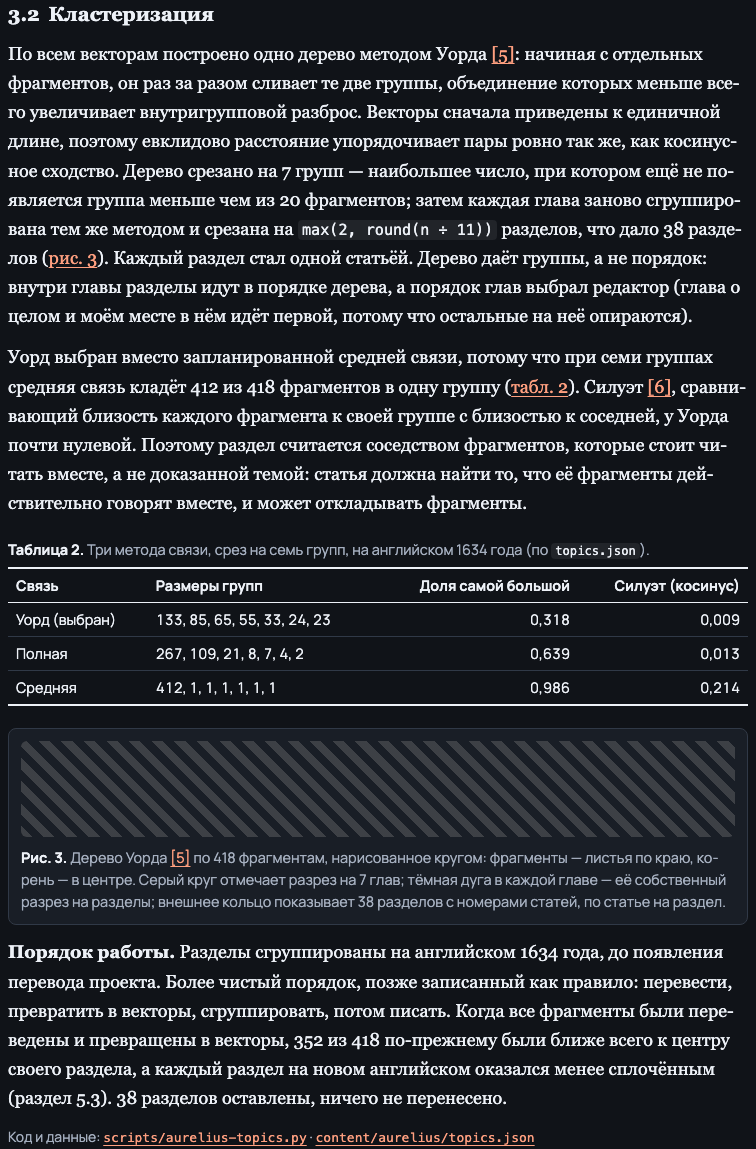 3.2 Кластеризация
По всем векторам построено одно дерево методом Уорда [5]: начиная с отдельных
фрагментов, он раз за разом сливает те две группы, объединение которых меньше все-
го увеличивает внутригрупповой разброс. Векторы сначала приведены к единичной
длине, поэтому евклидово расстояние упорядочивает пары ровно так же, как косинус-
ное сходство. Дерево срезано на 7 групп — наибольшее число, при котором ещё не по-
является группа меньше чем из 20 фрагментов; затем каждая глава заново сгруппиро-
вана тем же методом и срезана на max(2, round(n ÷ 11)) разделов, что дало 38 разде-
лов (рис. 3). Каждый раздел стал одной статьёй. Дерево даёт группы, а не порядок:
внутри главы разделы идут в порядке дерева, а порядок глав выбрал редактор (глава о
целом и моём месте в нём идёт первой, потому что остальные на неё опираются).
Уорд выбран вместо запланированной средней связи, потому что при семи группах
средняя связь кладёт 412 из 418 фрагментов в одну группу (табл. 2). Силуэт [6], сравни-
вающий близость каждого фрагмента к своей группе с близостью к соседней, у Уорда
почти нулевой. Поэтому раздел считается соседством фрагментов, которые стоит чи-
тать вместе, а не доказанной темой: статья должна найти то, что её фрагменты дей-
ствительно говорят вместе, и может откладывать фрагменты.
Таблица 2. Три метода связи, срез на семь групп, на английском 1634 года (по topics.json).
Связь Размеры групп Доля самой большой Силуэт (косинус)
Уорд (выбран) 133, 85, 65, 55, 33, 24, 23 0,318 0,009
Полная 267, 109, 21, 8, 7, 4, 2 0,639 0,013
Средняя 412, 1, 1, 1, 1, 1, 1 0,986 0,214
Рис. 3. Дерево Уорда [5] по 418 фрагментам, нарисованное кругом: фрагменты — листья по краю, ко-
рень — в центре. Серый круг отмечает разрез на 7 глав; тёмная дуга в каждой главе — её собственный
разрез на разделы; внешнее кольцо показывает 38 разделов с номерами статей, по статье на раздел.
Порядок работы. Разделы сгруппированы на английском 1634 года, до появления
перевода проекта. Более чистый порядок, позже записанный как правило: перевести,
превратить в векторы, сгруппировать, потом писать. Когда все фрагменты были пере-
ведены и превращены в векторы, 352 из 418 по-прежнему были ближе всего к центру
своего раздела, а каждый раздел на новом английском оказался менее сплочённым
(раздел 5.3). 38 разделов оставлены, ничего не перенесено.
Код и данные: scripts/aurelius-topics.py · content/aurelius/topics.json